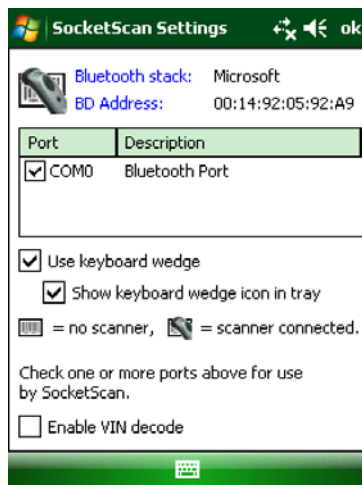 SocketScan Settings ok
Bluetooth stack: Microsoft
BD Address: 00:14:92:05:92:A9
Port Description
COM0 Bluetooth Port
Use keyboard wedge
Show keyboard wedge icon in tray
= no scanner, = scanner connected.
Check one or more ports above for use
by SocketScan.
Enable VIN decode